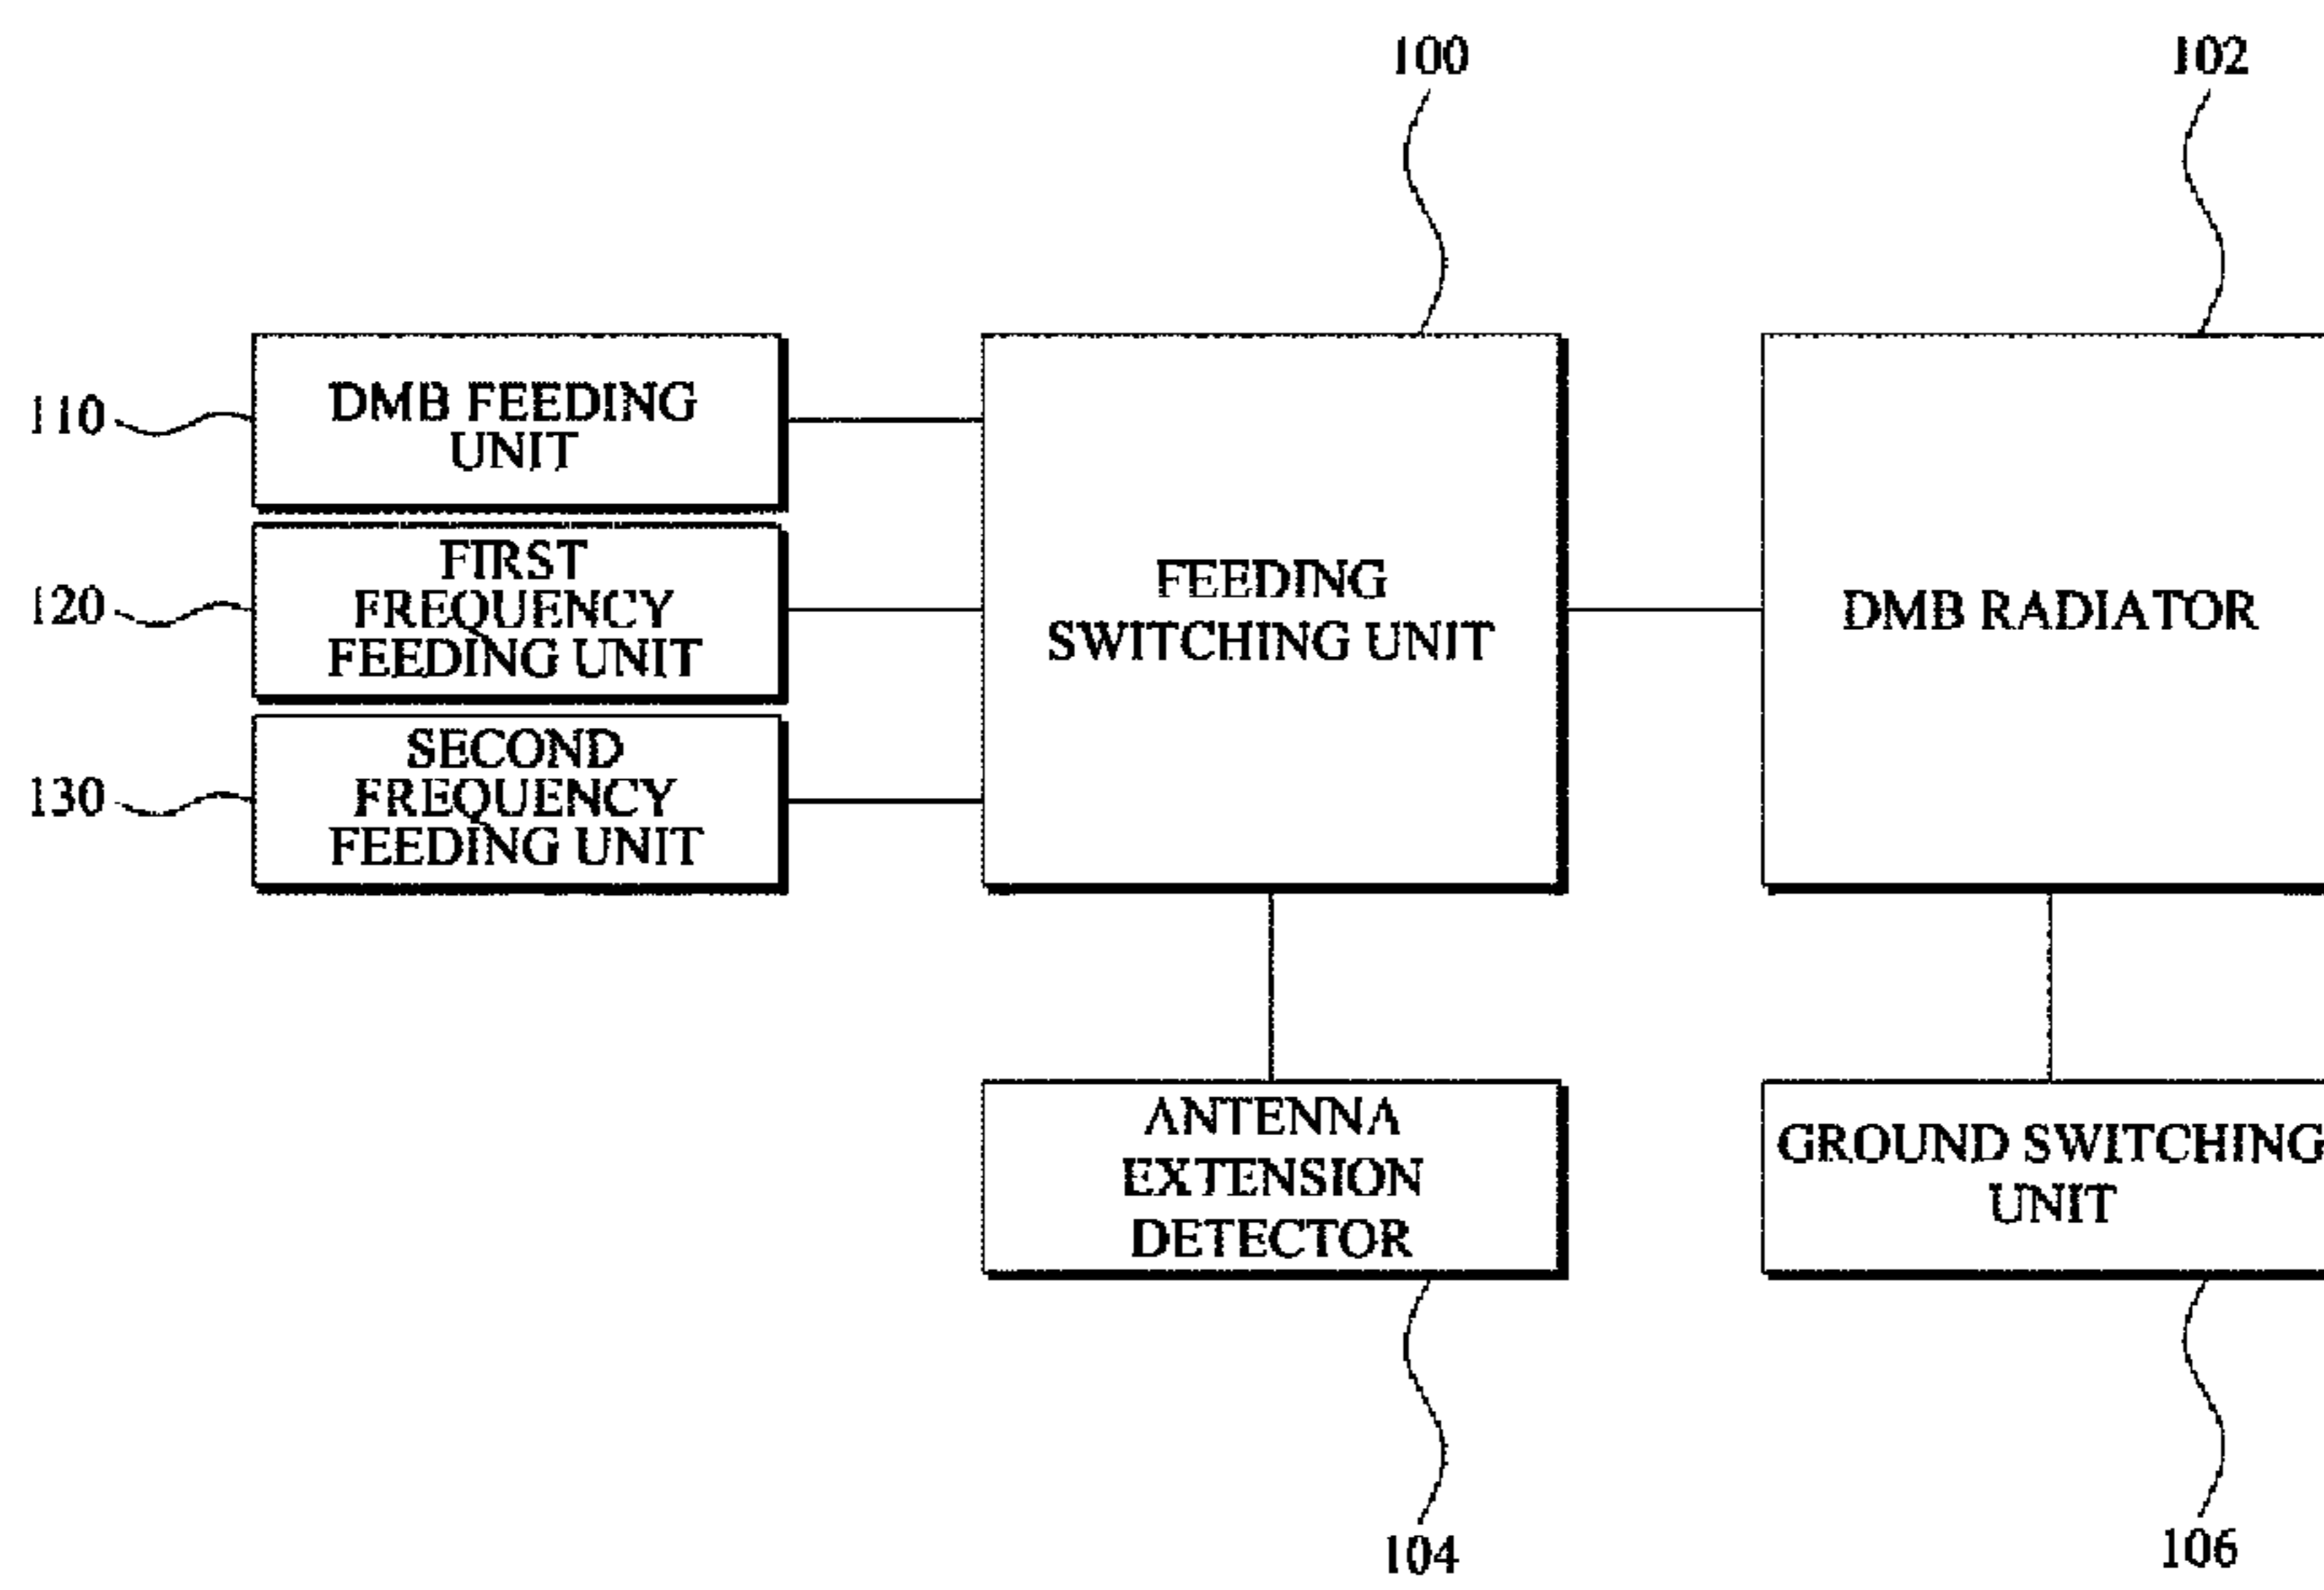 100
102
110
DMB FEEDING
UNIT
120
FIRST
FREQUENCY
FEEDING UNIT
130
SECOND
FREQUENCY
FEEDING UNIT
FEEDING
SWITCHING UNIT
DMB RADIATOR
ANTENNA
EXTENSION
DETECTOR
GROUND SWITCHING
UNIT
104
106